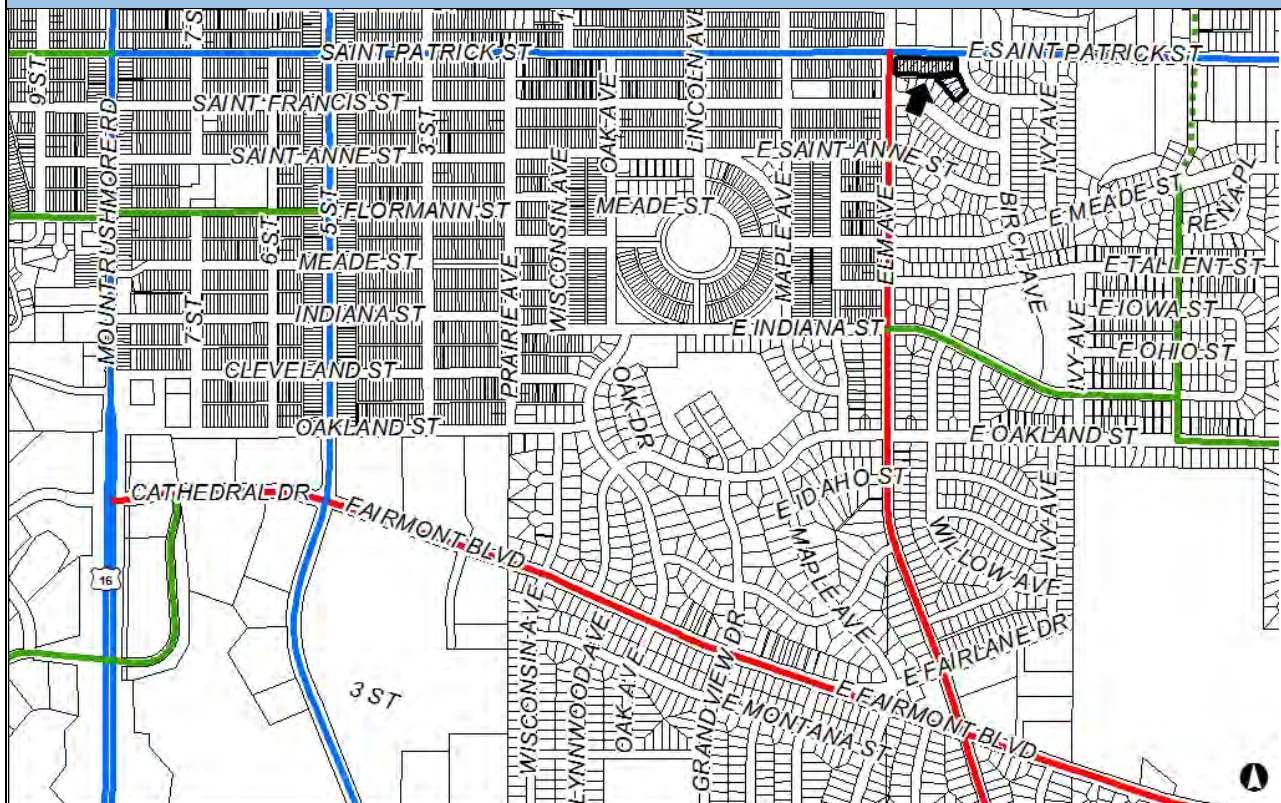 7 ST
LINCOLN AVE
SAINT PATRICK ST
E SAINT PATRICK ST
9 ST
MOUNT RUSHMORE RD
SAINT FRANCIS ST
3 ST
OAK AVE
IVY AVE
SAINT ANNE ST
E SAINT ANNE ST
WISCONSIN AVE
MAPLE AVE
ELM AVE
BIRCH AVE
E MEADE ST
RENA PL
FLORMANN ST
MEADE ST
5 ST
6 ST
MEADE ST
E TALLENT ST
PRAIRIE AVE
7 ST
INDIANA ST
E INDIANA ST
E IOWA ST
IVY AVE
E OHIO ST
CLEVELAND ST
OAK DR
OAKLAND ST
E OAKLAND ST
CATHEDRAL DR
FAIRMONT BLVD
E IDAHO ST
MAPLE AVE
WILLOW AVE
IVY AVE
16
WISCONSIN AVE
LYNNWOOD AVE
OAK AVE
GRANDVIEW DR
E FAIRLANE DR
3 ST
E MONTANA ST
E FAIRMONT BLVD